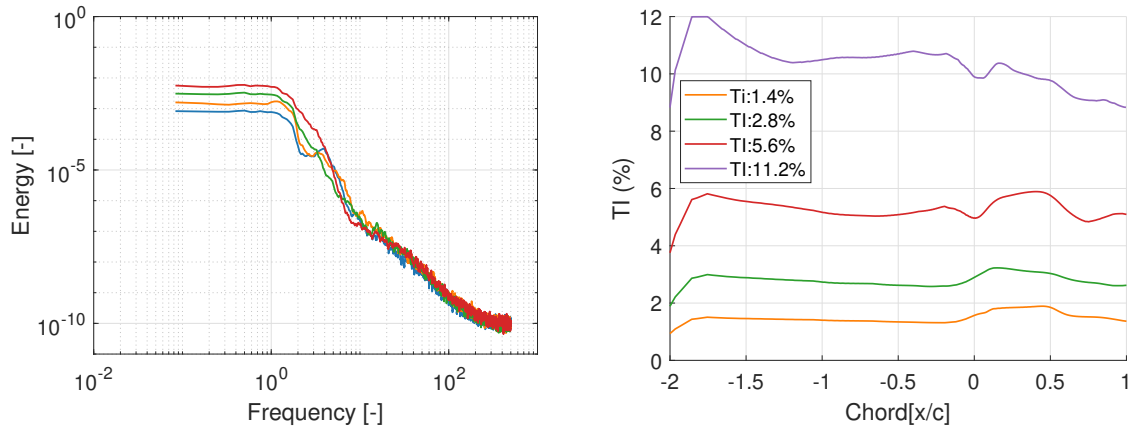 10^0
10^-5
10^-10
Energy [-]
10^-2
10^0
10^2
Frequency [-]
12
10
8
6
4
2
0
TI (%)
Ti:1.4%
TI:2.8%
TI:5.6%
TI:11.2%
-2
-1.5
-1
-0.5
0
0.5
1
Chord[x/c]